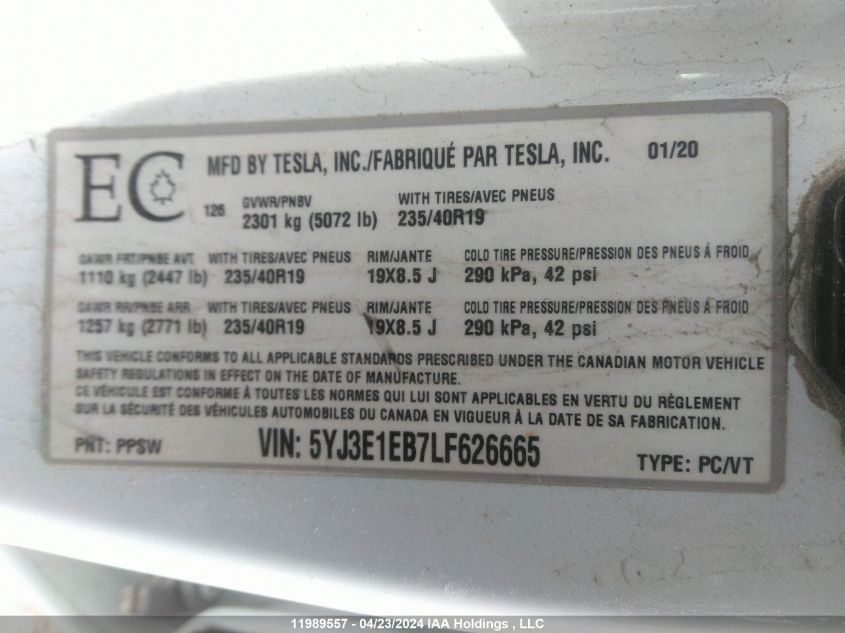 EC MFD BY TESLA, INC./FABRIQUÉ PAR TESLA, INC. 01/20
126 GVWR/PNBV WITH TIRES/AVEC PNEUS
2301 kg (5072 lb) 235/40R19
GAWR FRT/PNBE AVT WITH TIRES/AVEC PNEUS RIM/JANTE COLD TIRE PRESSURE/PRESSION DES PNEUS À FROID
1110 kg (2447 lb) 235/40R19 19X8.5 J 290 kPa, 42 psi
GAWR RR/PNBE ARR WITH TIRES/AVEC PNEUS RIM/JANTE COLD TIRE PRESSURE/PRESSION DES PNEUS À FROID
1257 kg (2771 lb) 235/40R19 19X8.5 J 290 kPa, 42 psi
THIS VEHICLE CONFORMS TO ALL APPLICABLE STANDARDS PRESCRIBED UNDER THE CANADIAN MOTOR VEHICLE
SAFETY REGULATIONS IN EFFECT ON THE DATE OF MANUFACTURE.
CE VÉHICULE EST CONFORME À TOUTES LES NORMES QUI LUI SONT APPLICABLES EN VERTU DU RÈGLEMENT
SUR LA SÉCURITÉ DES VÉHICULES AUTOMOBILES DU CANADA EN VIGUEUR À LA DATE DE SA FABRICATION.
PNT: PPSW VIN: 5YJ3E1EB7LF626665 TYPE: PC/VT
11989557 - 04/23/2024 IAA Holdings , LLC